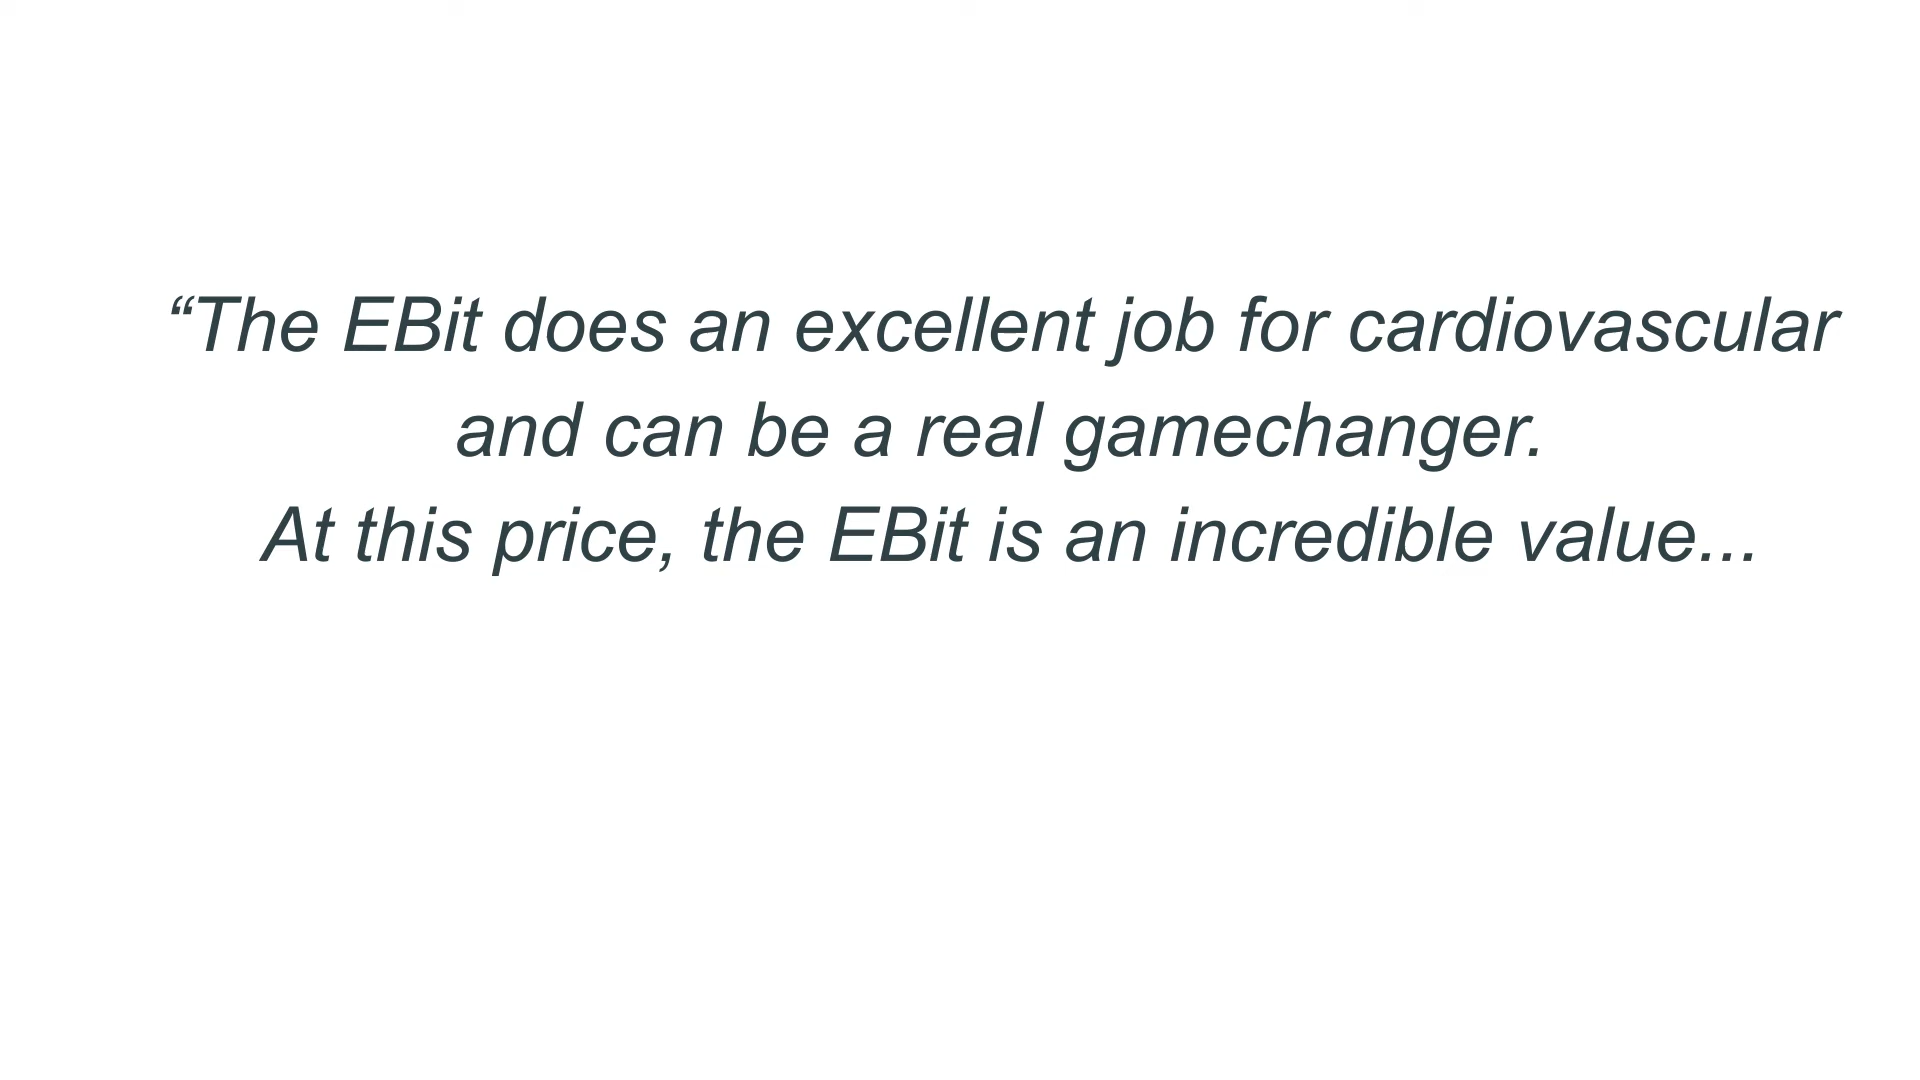 “The EBit does an excellent job for cardiovascular
and can be a real gamechanger.
At this price, the EBit is an incredible value...